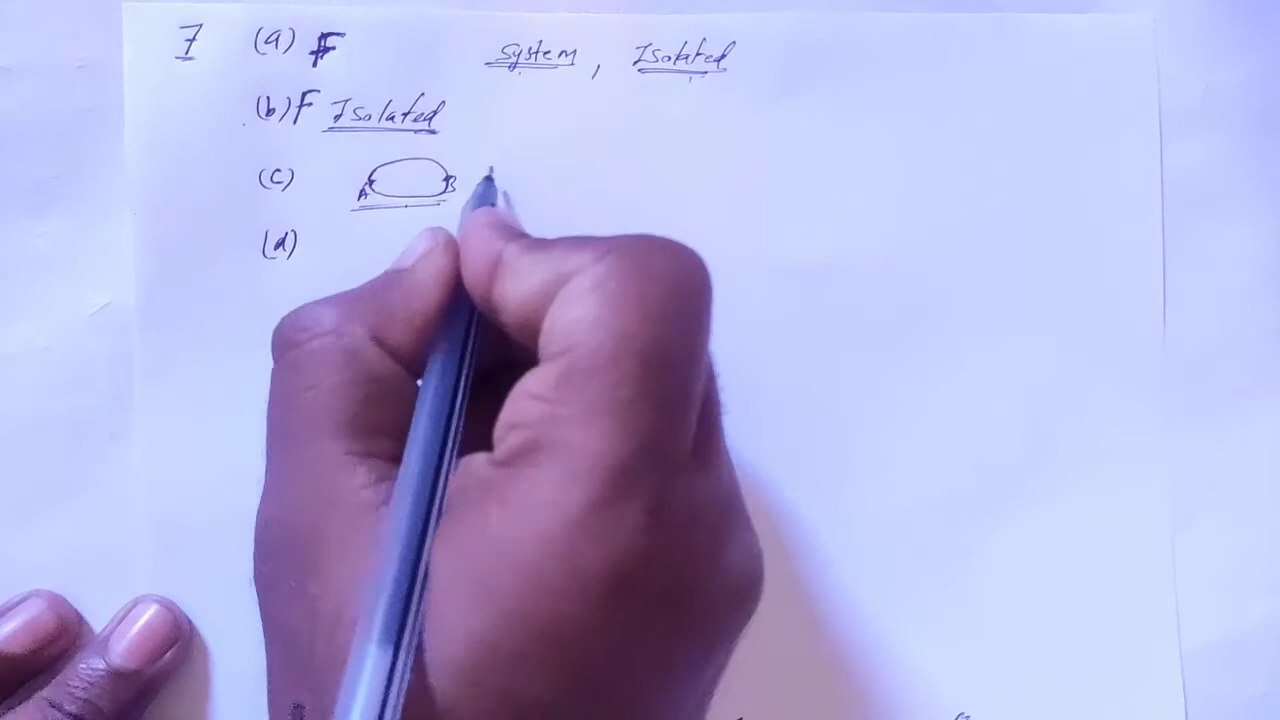 7 (a) F system, Isolated
(b) F Isolated
(c) A B
(d)